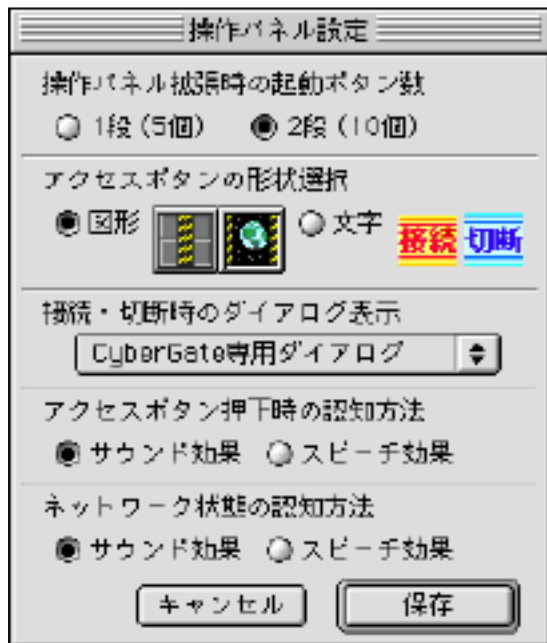 操作パネル設定
操作パネル拡張時の起動ボタン数
1段(5個) 2段(10個)
アクセスボタンの形状選択
図形 文字 接続 切断
接続・切断時のダイアログ表示
CyberGate専用ダイアログ
アクセスボタン押下時の認知方法
サウンド効果 スピーチ効果
ネットワーク状態の認知方法
サウンド効果 スピーチ効果
キャンセル 保存